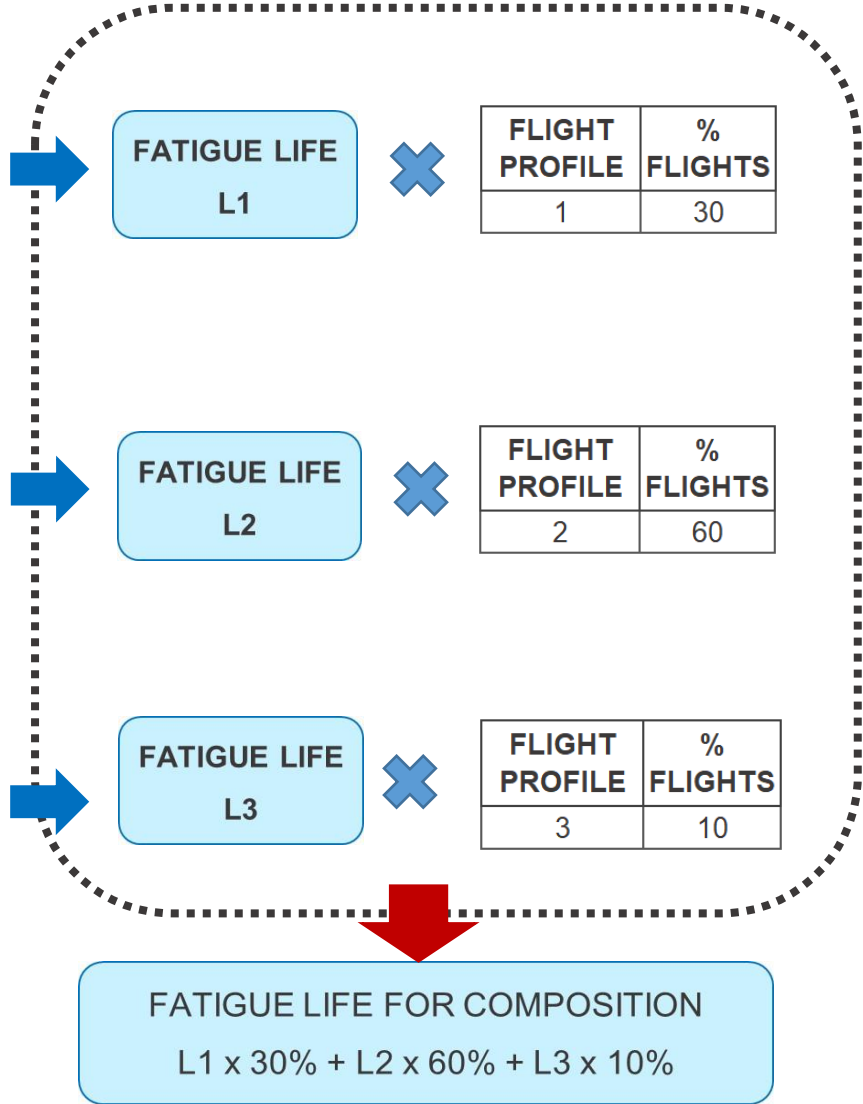 FATIGUE LIFE
L1
FLIGHT PROFILE
% FLIGHTS
1
30
FATIGUE LIFE
L2
FLIGHT PROFILE
% FLIGHTS
2
60
FATIGUE LIFE
L3
FLIGHT PROFILE
% FLIGHTS
3
10
FATIGUE LIFE FOR COMPOSITION
L1 x 30% + L2 x 60% + L3 x 10%